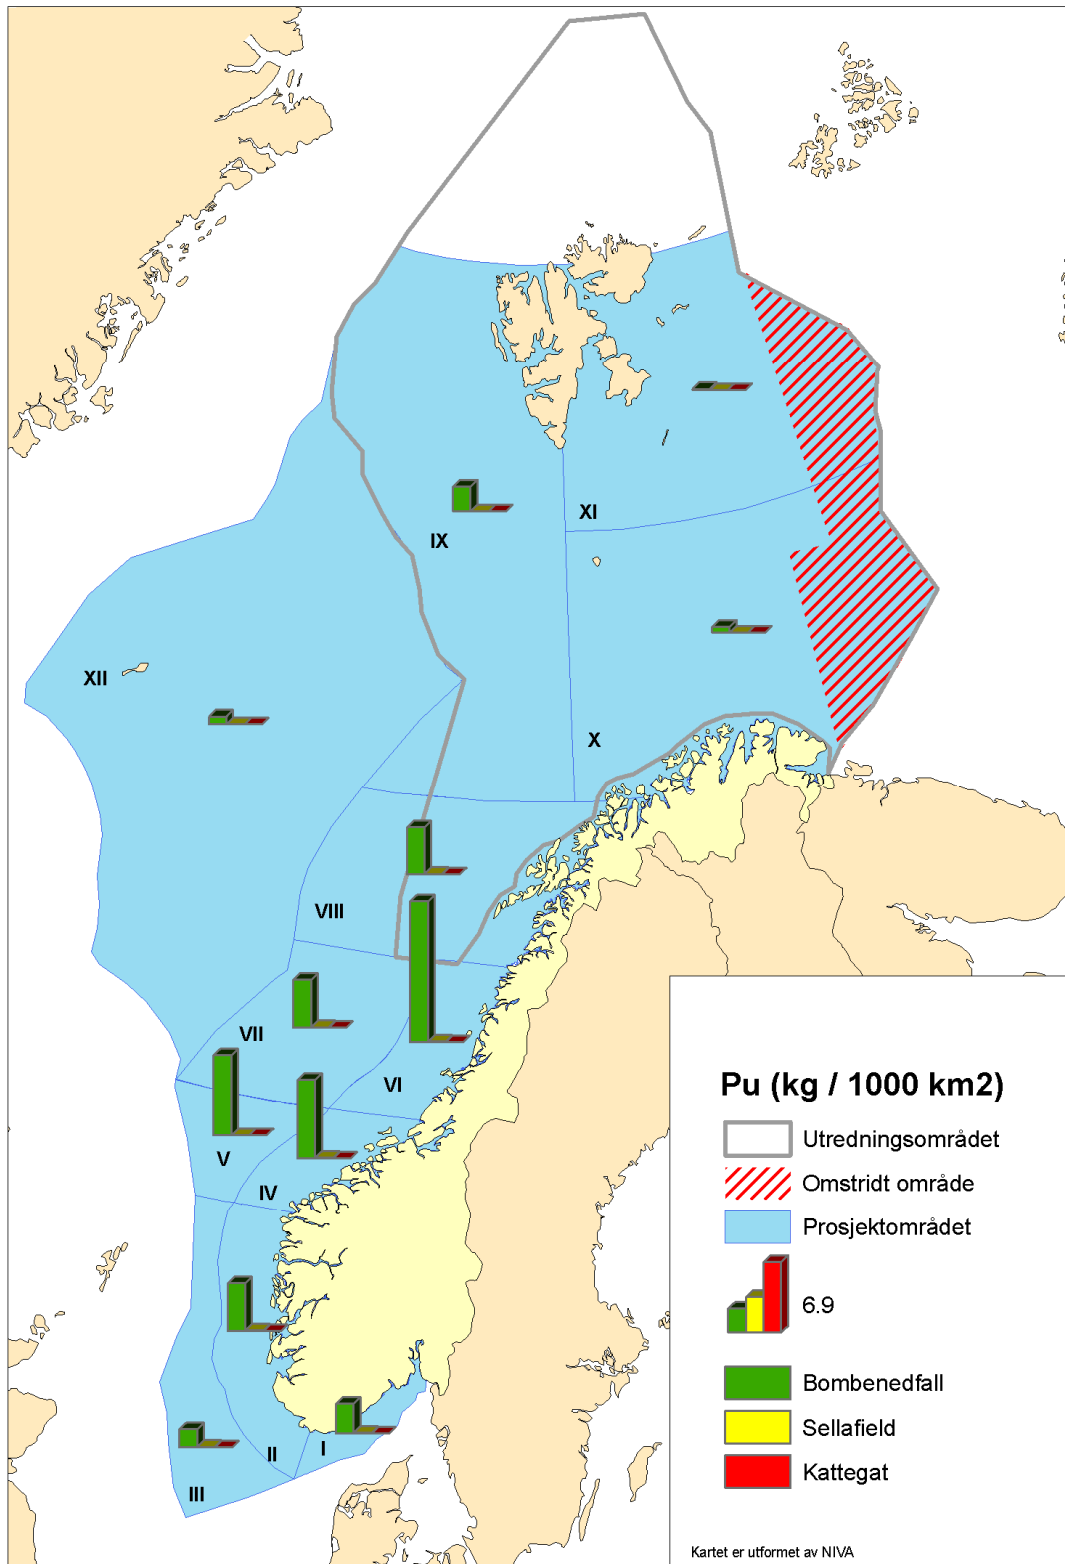 XI
IX
XII
X
VIII
VII
VI
V
IV
II
I
III
Pu (kg / 1000 km2)
Utredningsområdet
Omstridt område
Prosjektområdet
6.9
Bombenedfall
Sellafield
Kattegat
Kartet er utformet av NIVA